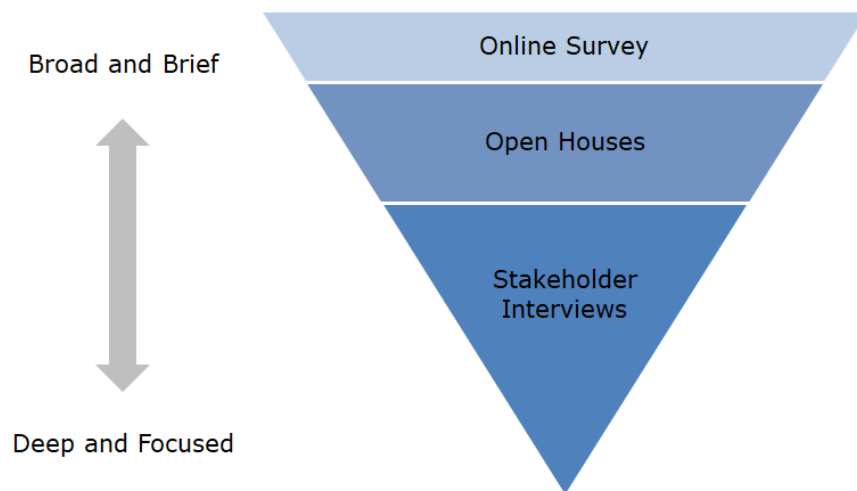 Online Survey
Broad and Brief
Open Houses
Stakeholder
Interviews
Deep and Focused